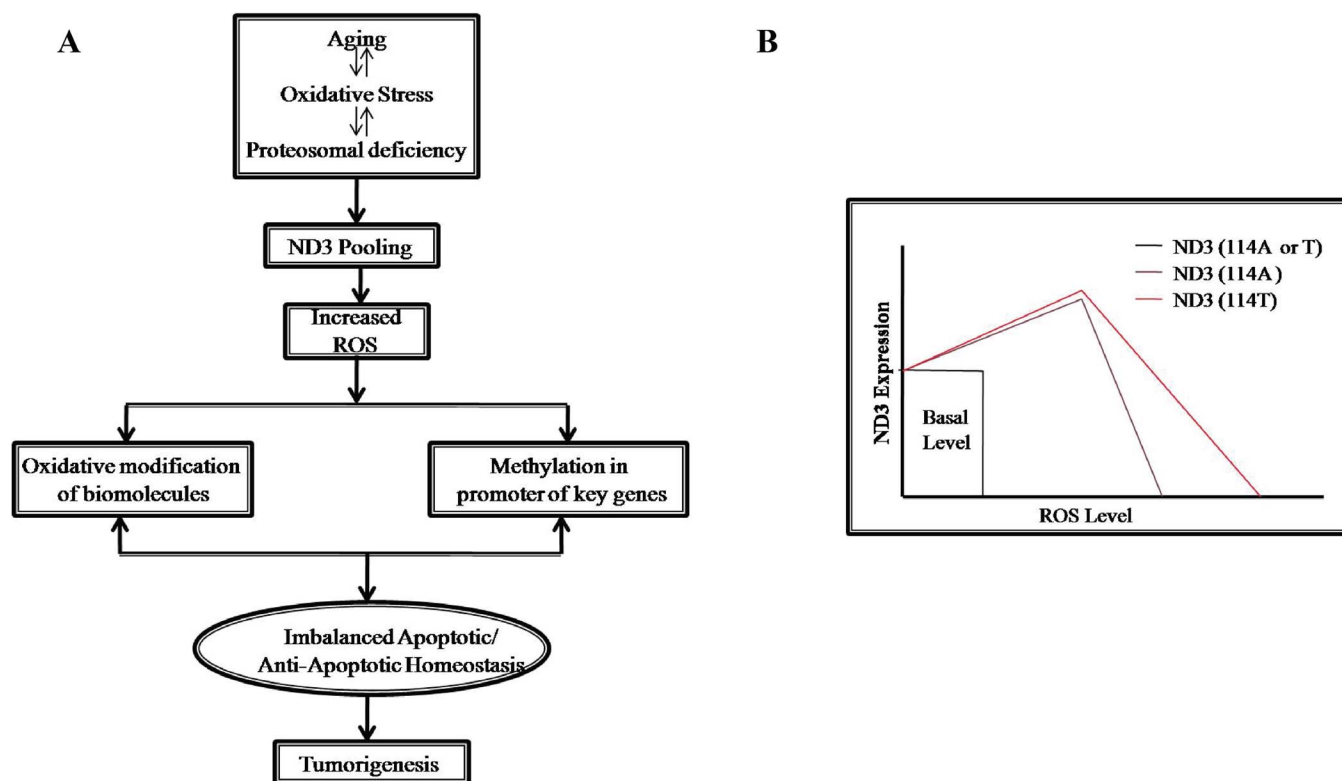 A
Aging
Oxidative Stress
Proteosomal deficiency
ND3 Pooling
Increased
ROS
Oxidative modification
of biomolecules
Methylation in
promoter of key genes
Imbalanced Apoptotic/
Anti-Apoptotic Homeostasis
Tumorigenesis
B
ND3 (114A or T)
ND3 (114A)
ND3 (114T)
ND3 Expression
Basal
Level
ROS Level